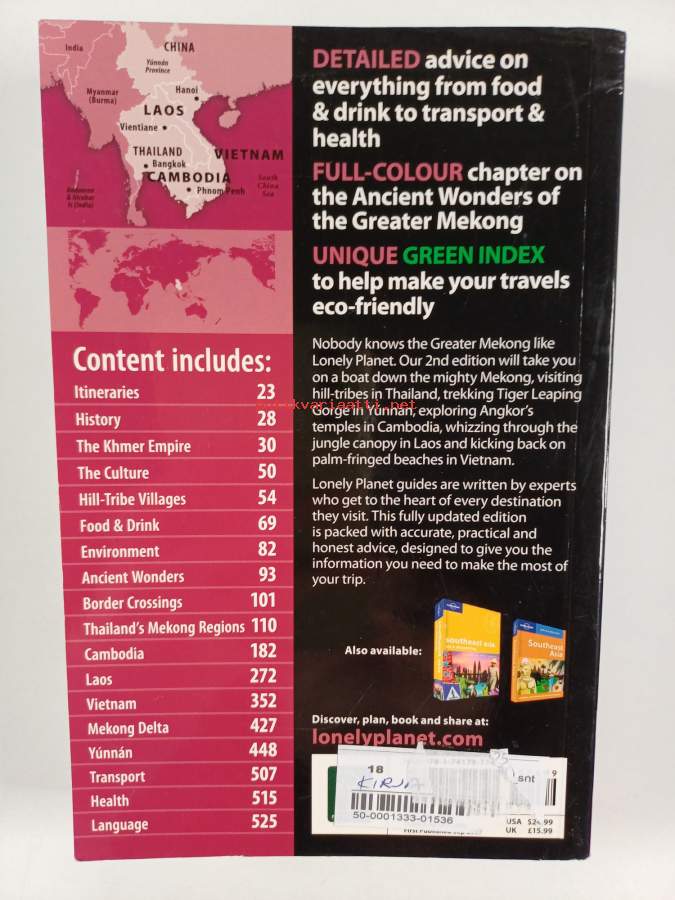 India
CHINA
Yúnnán
Province
Myanmar
(Burma)
Hanoi
LAOS
Vientiane
THAILAND
Bangkok
VIETNAM
CAMBODIA
Phnom Penh
South
China
Sea
Andaman
& Nicobar
Is (India)
Content includes:
Itineraries 23
History 28
The Khmer Empire 30
The Culture 50
Hill-Tribe Villages 54
Food & Drink 69
Environment 82
Ancient Wonders 93
Border Crossings 101
Thailand's Mekong Regions 110
Cambodia 182
Laos 272
Vietnam 352
Mekong Delta 427
Yúnnán 448
Transport 507
Health 515
Language 525
DETAILED advice on
everything from food
& drink to transport &
health
FULL-COLOUR chapter on
the Ancient Wonders of
the Greater Mekong
UNIQUE GREEN INDEX
to help make your travels
eco-friendly
Nobody knows the Greater Mekong like
Lonely Planet. Our 2nd edition will take you
on a boat down the mighty Mekong, visiting
hill-tribes in Thailand, trekking Tiger Leaping
Gorge in Yúnnán, exploring Angkor's
temples in Cambodia, whizzing through the
jungle canopy in Laos and kicking back on
palm-fringed beaches in Vietnam.
Lonely Planet guides are written by experts
who get to the heart of every destination
they visit. This fully updated edition
is packed with accurate, practical and
honest advice, designed to give you the
information you need to make the most of
your trip.
Also available:
southeast asia
Southeast
Asia
Discover, plan, book and share at:
lonelyplanet.com
18
snt
KIRJA
50-0001333-01536
USA
UK £15.99